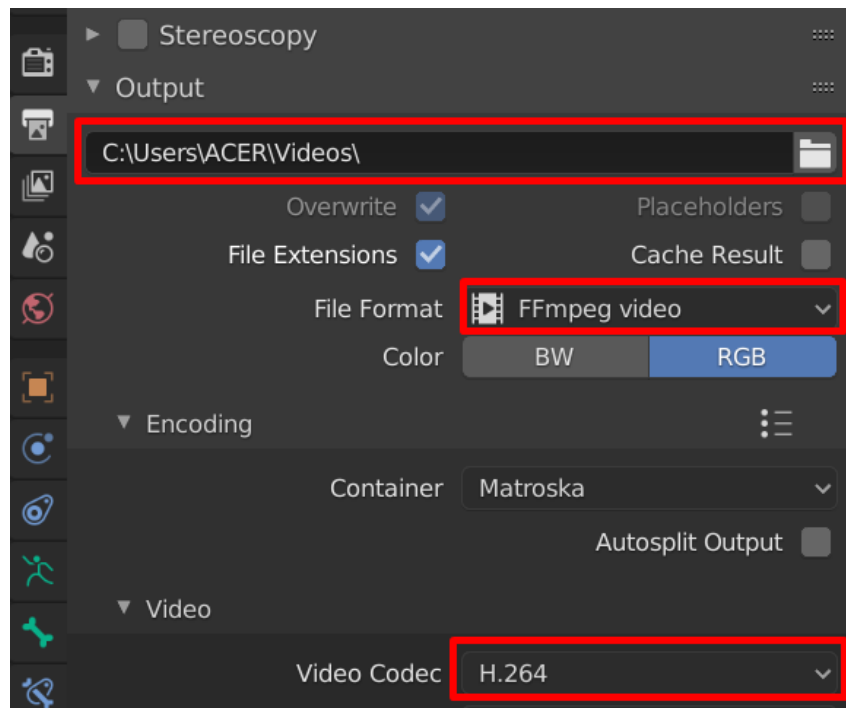 Stereoscopy
Output
C:\Users\ACER\Videos\
Overwrite Placeholders
File Extensions Cache Result
File Format FFmpeg video
Color BW RGB
Encoding
Container Matroska
Autosplit Output
Video
Video Codec H.264